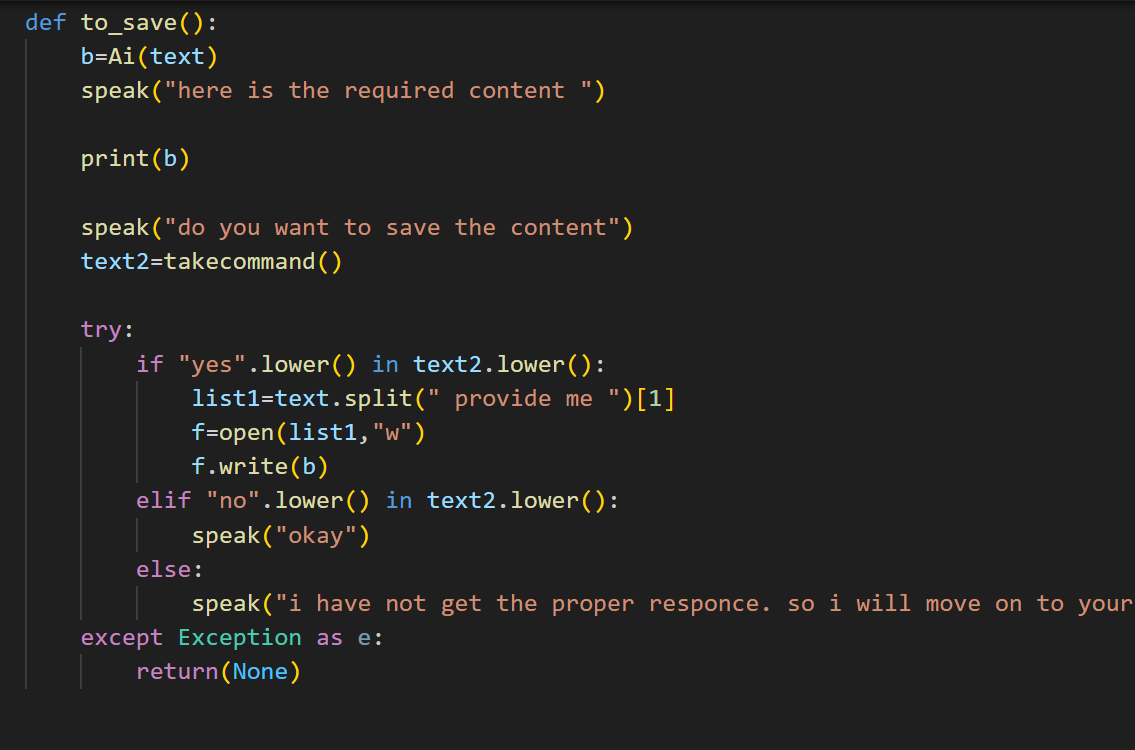 def to_save():
    b=Ai(text)
    speak("here is the required content ")

    print(b)

    speak("do you want to save the content")
    text2=takecommand()

    try:
        if "yes".lower() in text2.lower():
            list1=text.split(" provide me ")[1]
            f=open(list1,"w")
            f.write(b)
        elif "no".lower() in text2.lower():
            speak("okay")
        else:
            speak("i have not get the proper responce. so i will move on to your
    except Exception as e:
        return(None)